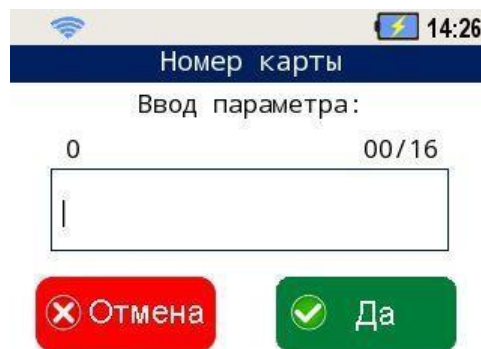 14:26
Номер карты
Ввод параметра:
0 00/16
Отмена Да